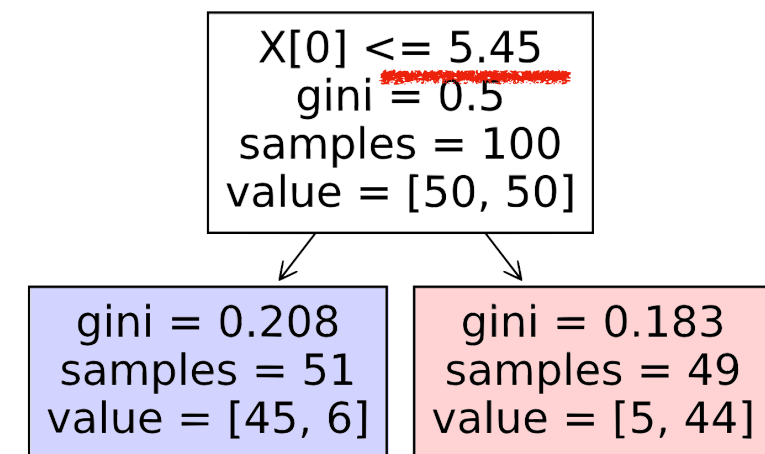 X[0] <= 5.45
gini = 0.5
samples = 100
value = [50, 50]
gini = 0.208
samples = 51
value = [45, 6]
gini = 0.183
samples = 49
value = [5, 44]